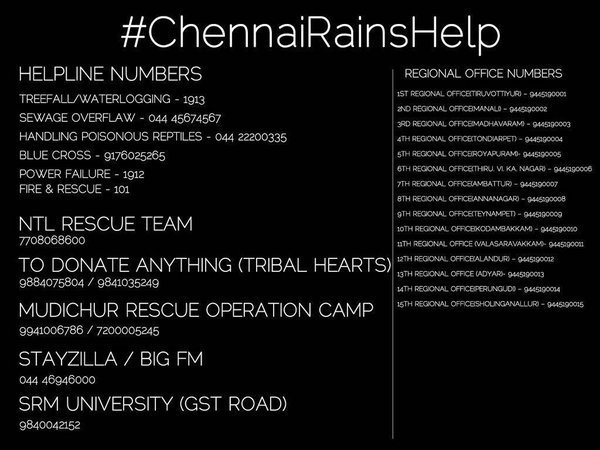 #ChennaiRainsHelp
HELPLINE NUMBERS
TREEFALL/WATERLOGGING - 1913
SEWAGE OVERFLAW - 044 45674567
HANDLING POISONOUS REPTILES - 044 22200335
BLUE CROSS - 9176025265
POWER FAILURE - 1912
FIRE & RESCUE - 101
NTL RESCUE TEAM
7708068600
TO DONATE ANYTHING (TRIBAL HEARTS)
9884075804 / 9841035249
MUDICHUR RESCUE OPERATION CAMP
9941006786 / 7200005245
STAYZILLA / BIG FM
044 46946000
SRM UNIVERSITY (GST ROAD)
9840042152
REGIONAL OFFICE NUMBERS
1ST REGIONAL OFFICE(TIRUVOTTIYUR) – 9445190001
2ND REGIONAL OFFICE(MANALI) – 9445190002
3RD REGIONAL OFFICE(MADHAVARAM) – 9445190003
4TH REGIONAL OFFICE(TONDIARPET) – 9445190004
5TH REGIONAL OFFICE(ROYAPURAM)- 9445190005
6TH REGIONAL OFFICE(THIRU. VI. KA. NAGAR) – 9445190006
7TH REGIONAL OFFICE(AMBATTUR) – 9445190007
8TH REGIONAL OFFICE(ANNANAGAR) – 9445190008
9TH REGIONAL OFFICE(TEYNAMPET) – 9445190009
10TH REGIONAL OFFICE(KODAMBAKKAM) – 9445190010
11TH REGIONAL OFFICE (VALASARAVAKKAM)- 9445190011
12TH REGIONAL OFFICE(ALANDUR) – 9445190012
13TH REGIONAL OFFICE (ADYAR)- 9445190013
14TH REGIONAL OFFICE(PERUNGUDI) – 9445190014
15TH REGIONAL OFFICE(SHOLINGANALLUR) – 9445190015